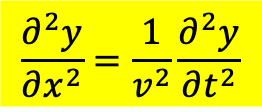 ∂²y/∂x² = 1/v² ∂²y/∂t²